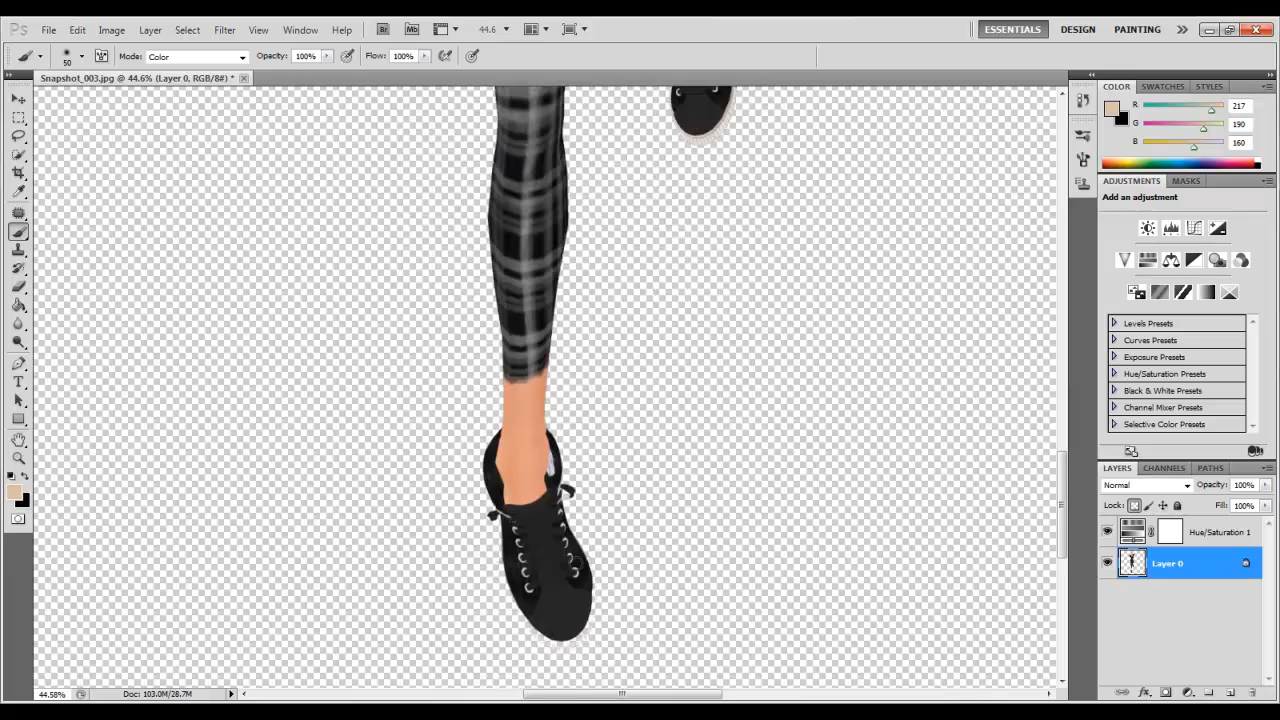 Ps File Edit Image Layer Select Filter View Window Help Br Mb 44.6 ESSENTIALS DESIGN PAINTING
50 Mode: Color Opacity: 100% Flow: 100%
Snapshot_003.jpg @ 44.6% (Layer 0, RGB/8#) *
COLOR SWATCHES STYLES
R 217
G 190
B 160
ADJUSTMENTS MASKS
Add an adjustment
Levels Presets
Curves Presets
Exposure Presets
Hue/Saturation Presets
Black & White Presets
Channel Mixer Presets
Selective Color Presets
LAYERS CHANNELS PATHS
Normal Opacity: 100%
Lock: Fill: 100%
Hue/Saturation 1
Layer 0
44.58% Doc: 103.0M/28.7M